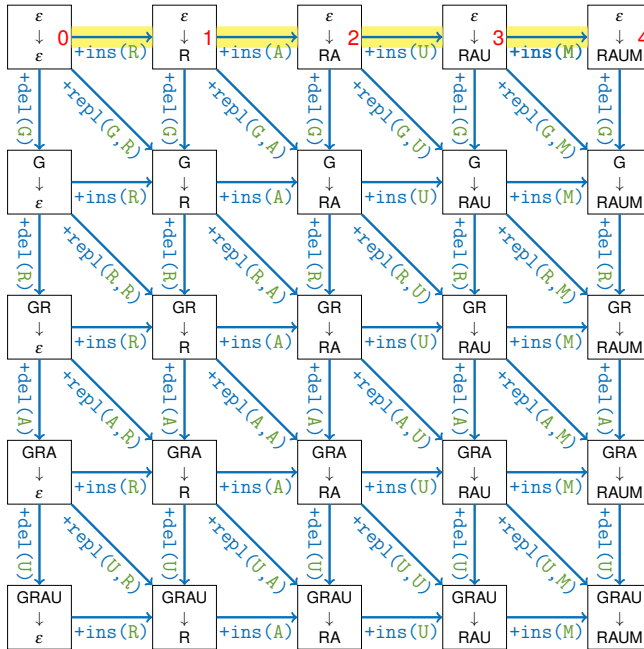 ε ε ε ε ε
↓ 0 ↓ 1 ↓ 2 ↓ 3 ↓ 4
ε +ins(R) R +ins(A) RA +ins(U) RAU +ins(M) RAUM
+del(G) +repl(G,R) +del(G) +repl(G,A) +del(G) +repl(G,U) +del(G) +repl(G,M) +del(G)
G G G G G
↓ +ins(R) ↓ +ins(A) ↓ +ins(U) ↓ +ins(M) ↓
ε R RA RAU RAUM
+del(R) +repl(R,R) +del(R) +repl(R,A) +del(R) +repl(R,U) +del(R) +repl(R,M) +del(R)
GR GR GR GR GR
↓ +ins(R) ↓ +ins(A) ↓ +ins(U) ↓ +ins(M) ↓
ε R RA RAU RAUM
+del(A) +repl(A,R) +del(A) +repl(A,A) +del(A) +repl(A,U) +del(A) +repl(A,M) +del(A)
GRA GRA GRA GRA GRA
↓ +ins(R) ↓ +ins(A) ↓ +ins(U) ↓ +ins(M) ↓
ε R RA RAU RAUM
+del(U) +repl(U,R) +del(U) +repl(U,A) +del(U) +repl(U,U) +del(U) +repl(U,M) +del(U)
GRAU GRAU GRAU GRAU GRAU
↓ +ins(R) ↓ +ins(A) ↓ +ins(U) ↓ +ins(M) ↓
ε R RA RAU RAUM